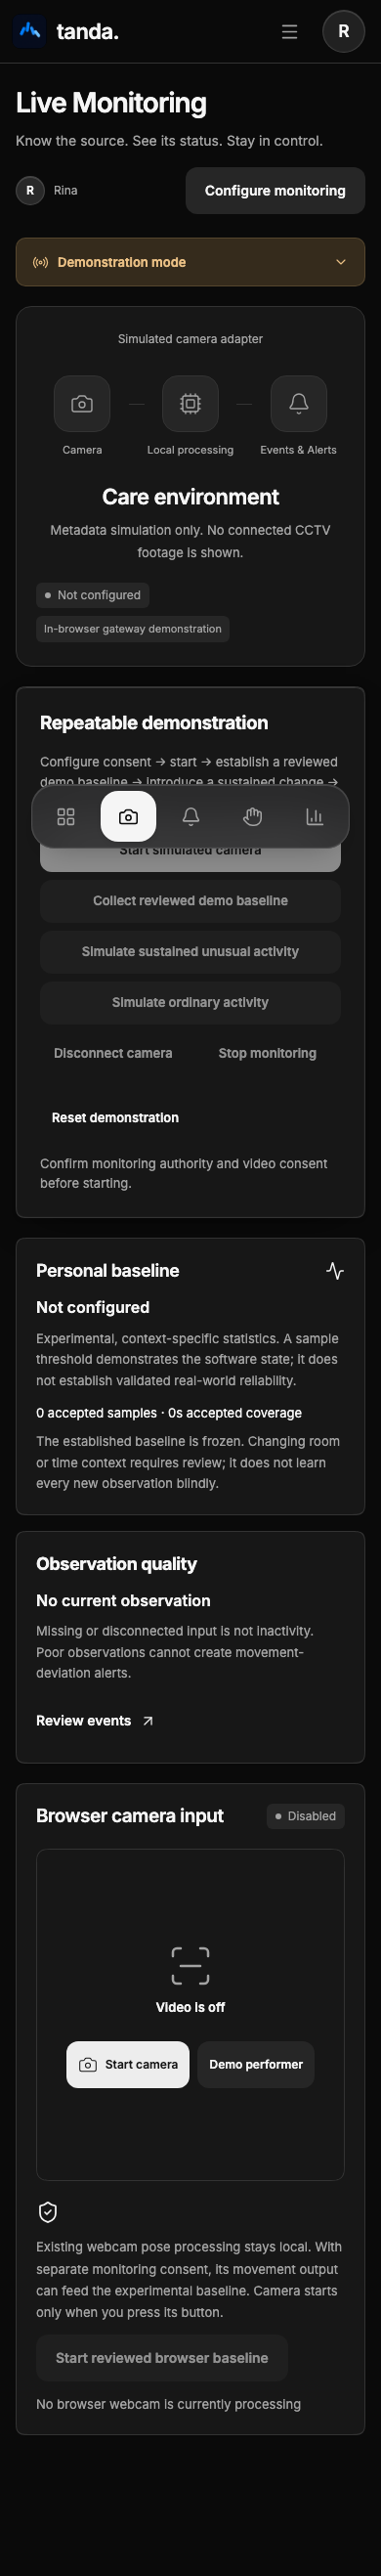 tanda.
R
Live Monitoring
Know the source. See its status. Stay in control.
R Rina
Configure monitoring
Demonstration mode
Simulated camera adapter
Camera
Local processing
Events & Alerts
Care environment
Metadata simulation only. No connected CCTV
footage is shown.
Not configured
In-browser gateway demonstration
Repeatable demonstration
Configure consent → start → establish a reviewed
demo baseline → introduce a sustained change →
Start simulated camera
Collect reviewed demo baseline
Simulate sustained unusual activity
Simulate ordinary activity
Disconnect camera
Stop monitoring
Reset demonstration
Confirm monitoring authority and video consent
before starting.
Personal baseline
Not configured
Experimental, context-specific statistics. A sample
threshold demonstrates the software state; it does
not establish validated real-world reliability.
0 accepted samples · 0s accepted coverage
The established baseline is frozen. Changing room
or time context requires review; it does not learn
every new observation blindly.
Observation quality
No current observation
Missing or disconnected input is not inactivity.
Poor observations cannot create movement-
deviation alerts.
Review events
Browser camera input
Disabled
Video is off
Start camera
Demo performer
Existing webcam pose processing stays local. With
separate monitoring consent, its movement output
can feed the experimental baseline. Camera starts
only when you press its button.
Start reviewed browser baseline
No browser webcam is currently processing